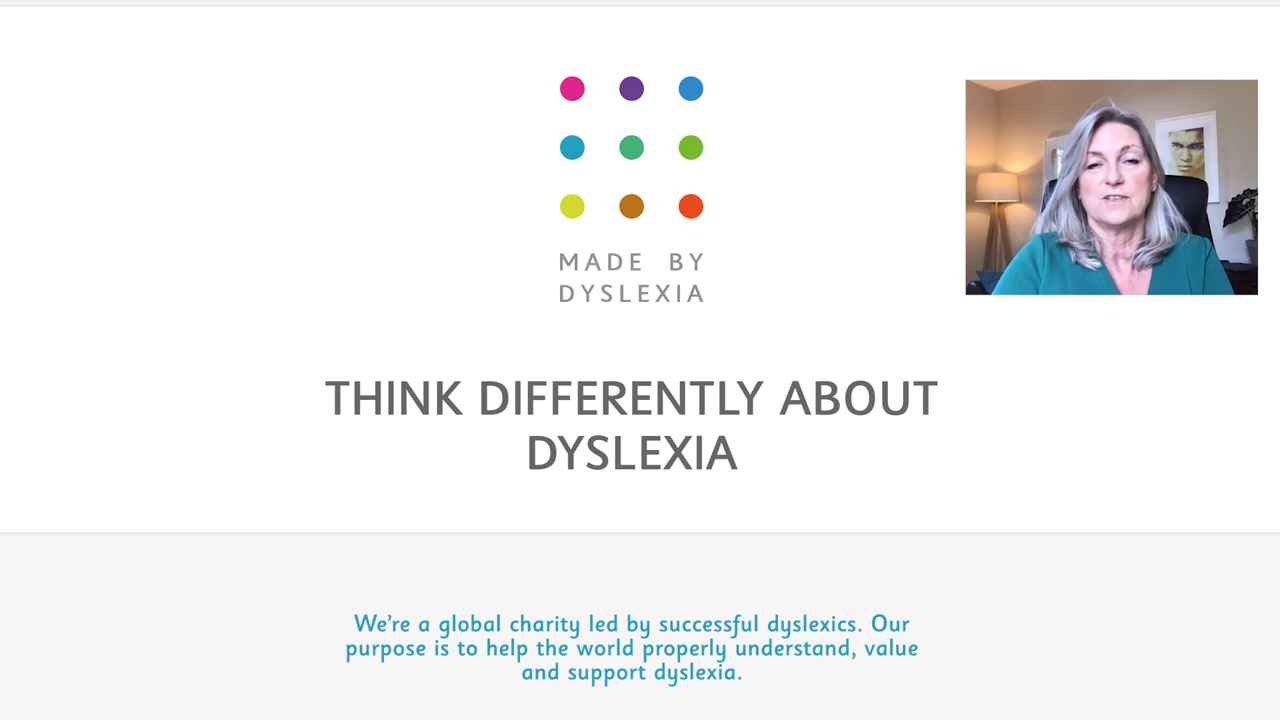 MADE BY
DYSLEXIA
THINK DIFFERENTLY ABOUT
DYSLEXIA
We're a global charity led by successful dyslexics. Our
purpose is to help the world properly understand, value
and support dyslexia.